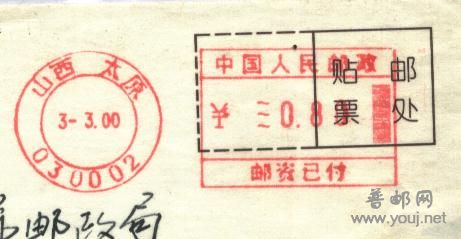 山西 太原
3-3.00
030002
中国人民邮政
¥ 0.8
邮资已付
贴邮
票处
邮政局
普邮网
www.youj.net